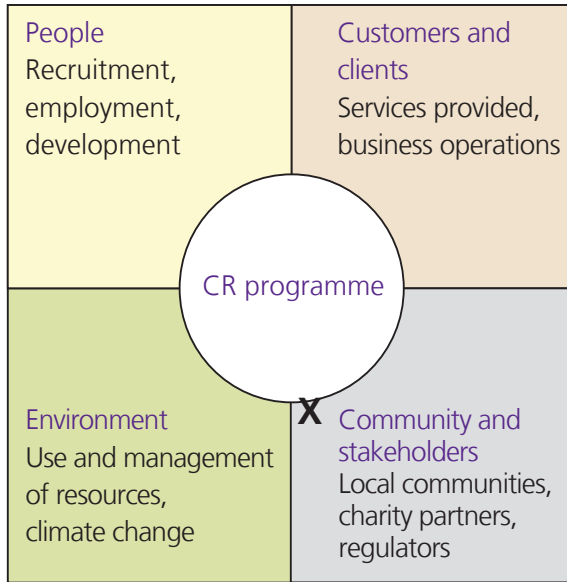 People
Recruitment,
employment,
development
Customers and
clients
Services provided,
business operations
CR programme
X
Environment
Use and management
of resources,
climate change
Community and
stakeholders
Local communities,
charity partners,
regulators